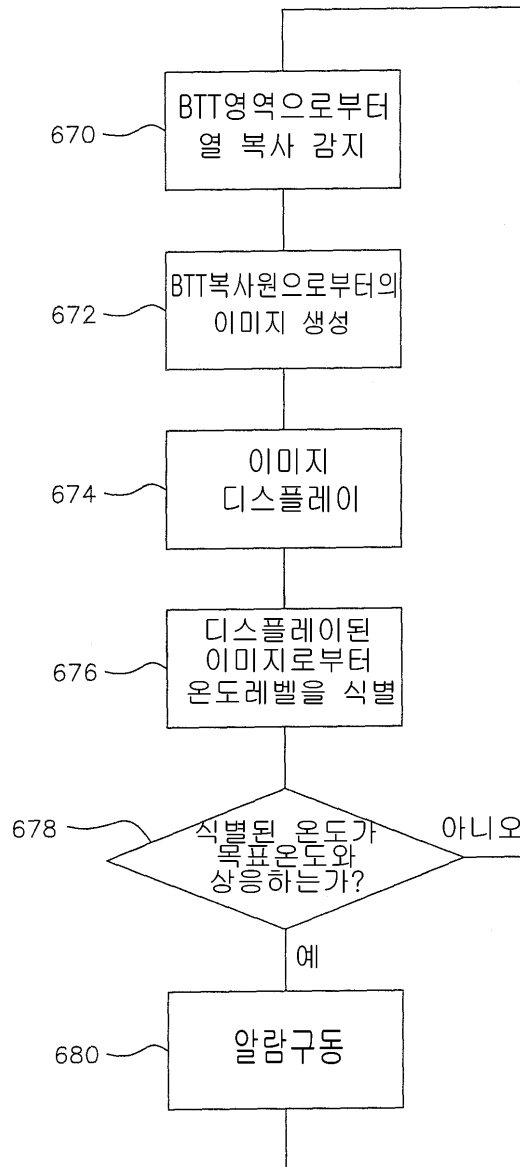 670
BTT영역으로부터
열 복사 감지
672
BTT복사원으로부터의
이미지 생성
674
이미지
디스플레이
676
디스플레이된
이미지로부터
온도레벨을 식별
678
식별된 온도가
목표온도와
상응하는가?
아니오
예
680
알람구동